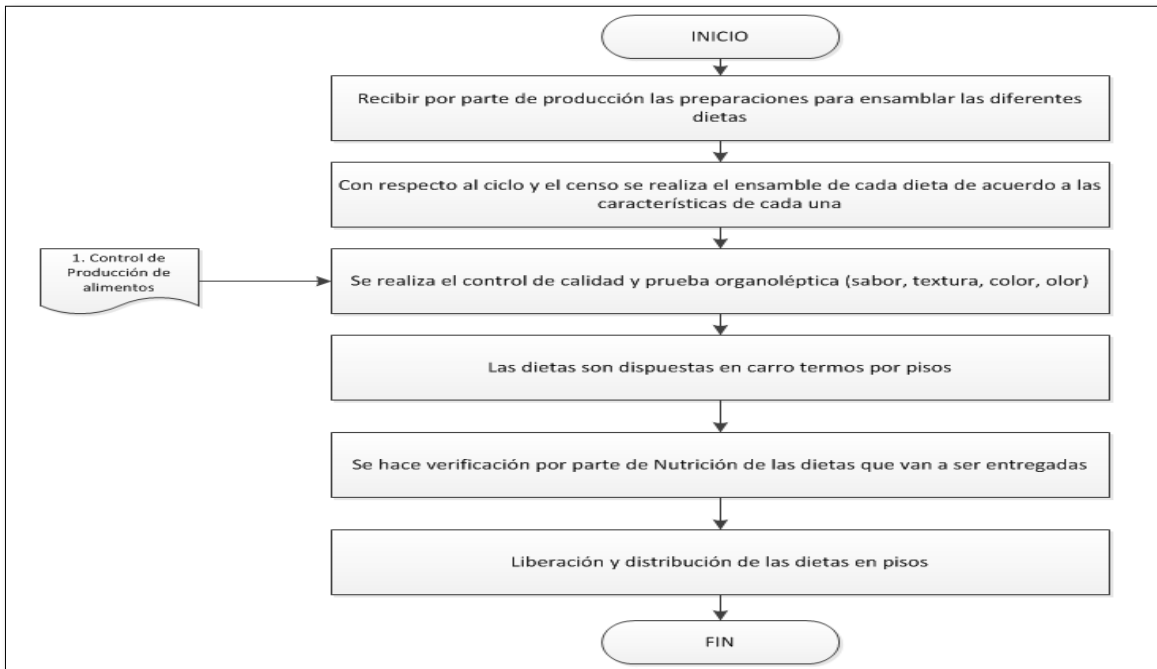 INICIO
Recibir por parte de producción las preparaciones para ensamblar las diferentes
dietas
Con respecto al ciclo y el censo se realiza el ensamble de cada dieta de acuerdo a las
características de cada una
1. Control de
Producción de
alimentos
Se realiza el control de calidad y prueba organoléptica (sabor, textura, color, olor)
Las dietas son dispuestas en carro termos por pisos
Se hace verificación por parte de Nutrición de las dietas que van a ser entregadas
Liberación y distribución de las dietas en pisos
FIN